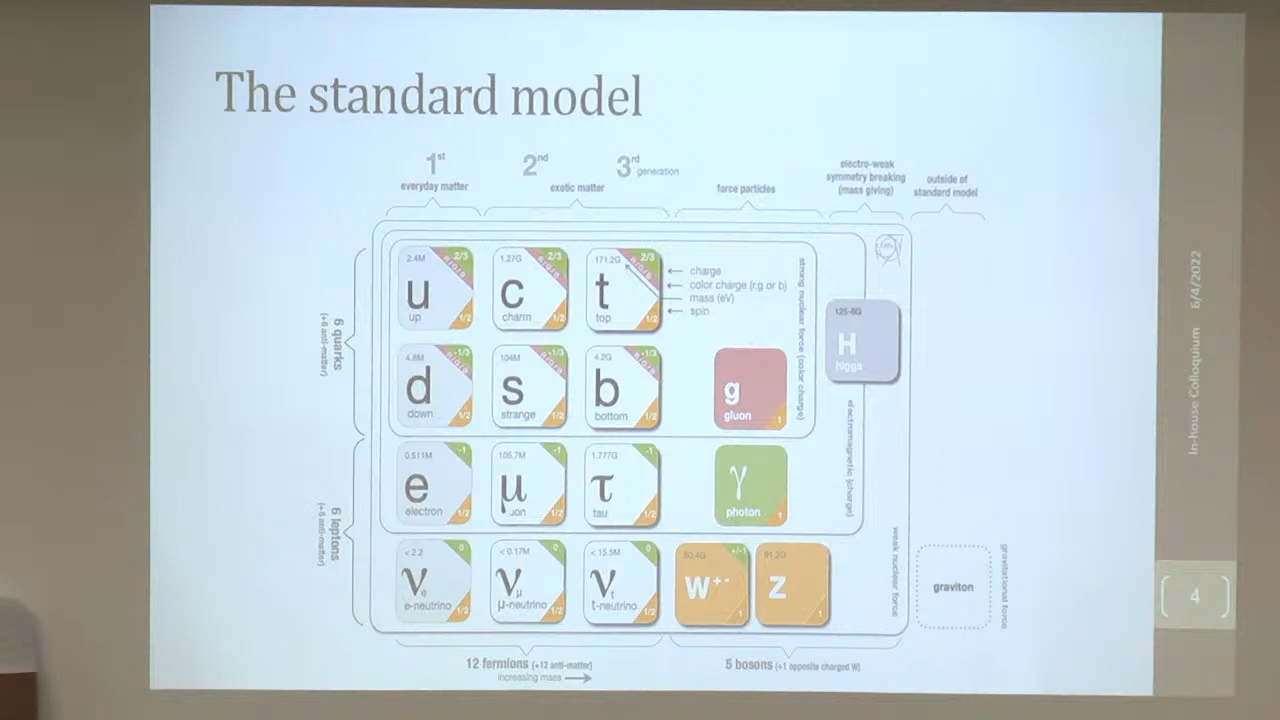 The standard model
1st
2nd
3rd generation
everyday matter
exotic matter
force particles
electro-weak
symmetry breaking
(mass giving)
outside of
standard model
6 quarks
(+6 anti-matter)
2.4M 2/3
R/G/B
u
up 1/2
1.27G 2/3
R/G/B
c
charm 1/2
171.2G 2/3
R/G/B
t
top 1/2
charge
color charge (r,g or b)
mass (eV)
spin
strong nuclear force (color charge)
H
higgs
4.8M -1/3
R/G/B
d
down 1/2
104M -1/3
R/G/B
s
strange 1/2
4.2G -1/3
R/G/B
b
bottom 1/2
g
gluon 1
electromagnetic (charge)
6 leptons
(+6 anti-matter)
0.511M -1
e
electron 1/2
105.7M -1
μ
1/2
1.777G -1
τ
tau 1/2
γ
photon 1
weak nuclear force
< 2.2 0
νe
e-neutrino 1/2
< 0.17M 0
νμ
μ-neutrino 1/2
< 15.5M 0
νt
t-neutrino 1/2
80.4G +/-1
W+-
1
91.2G
Z
1
graviton
gravitational force
12 fermions (+12 anti-matter)
increasing mass
5 bosons (+1 opposite charged W)
In-house Colloquium 6/4/2022
4